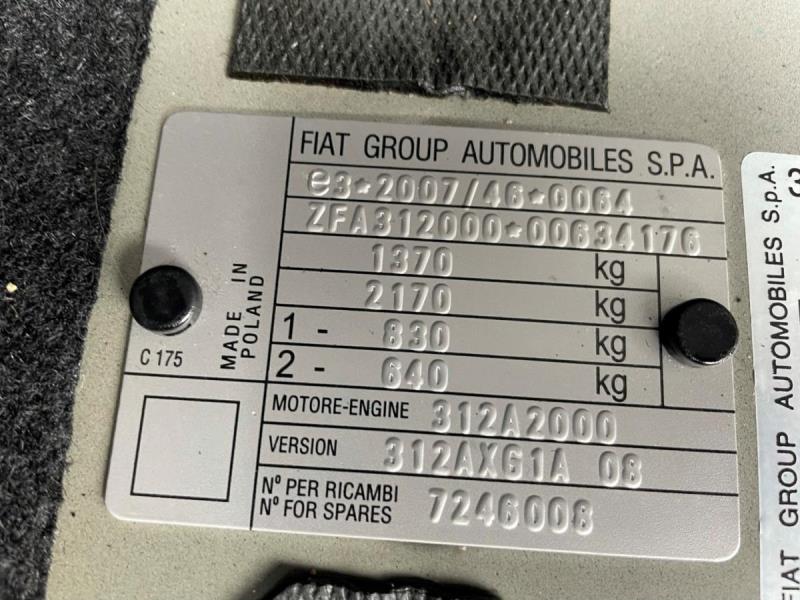 FIAT GROUP AUTOMOBILES S.P.A.
e3*2007/46*0064
ZFA312000*00634176
1370 kg
2170 kg
1 - 830 kg
2 - 640 kg
MADE IN
POLAND
C 175
MOTORE-ENGINE 312A2000
VERSION 312AXG1A 08
N° PER RICAMBI
N° FOR SPARES 7246008
FIAT GROUP AUTOMOBILES S.p.A.